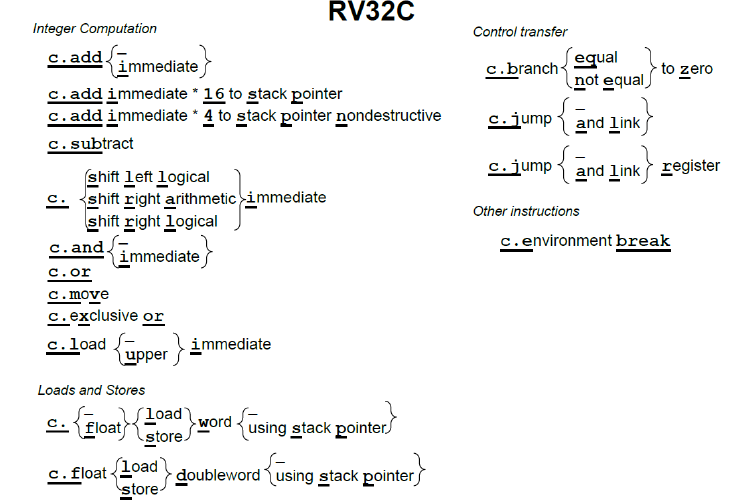 RV32C
Integer Computation
c.add { –
immediate }
c.add immediate * 16 to stack pointer
c.add immediate * 4 to stack pointer nondestructive
c.subtract
shift left logical
c. { shift right arithmetic } immediate
shift right logical
c.and { –
immediate }
c.or
c.move
c.exclusive or
c.load { –
upper } immediate
Loads and Stores
c. { –
float } { load
store } word { –
using stack pointer }
c.float { load
store } doubleword { –
using stack pointer }
Control transfer
c.branch { equal
not equal } to zero
c.jump { –
and link }
c.jump { –
and link } register
Other instructions
c.environment break